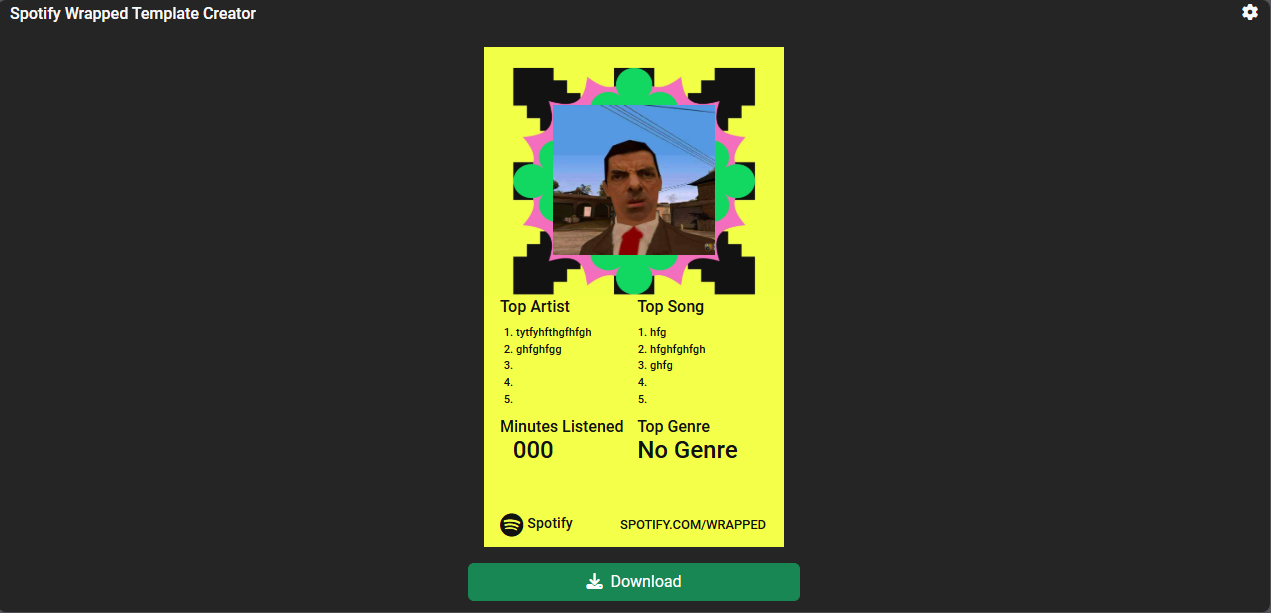 Spotify Wrapped Template Creator
Top Artist
1. tytfyhfthgfhfgh
2. ghfghfgg
3.
4.
5.
Top Song
1. hfg
2. hfghfghfgh
3. ghfg
4.
5.
Minutes Listened
000
Top Genre
No Genre
Spotify
SPOTIFY.COM/WRAPPED
Download